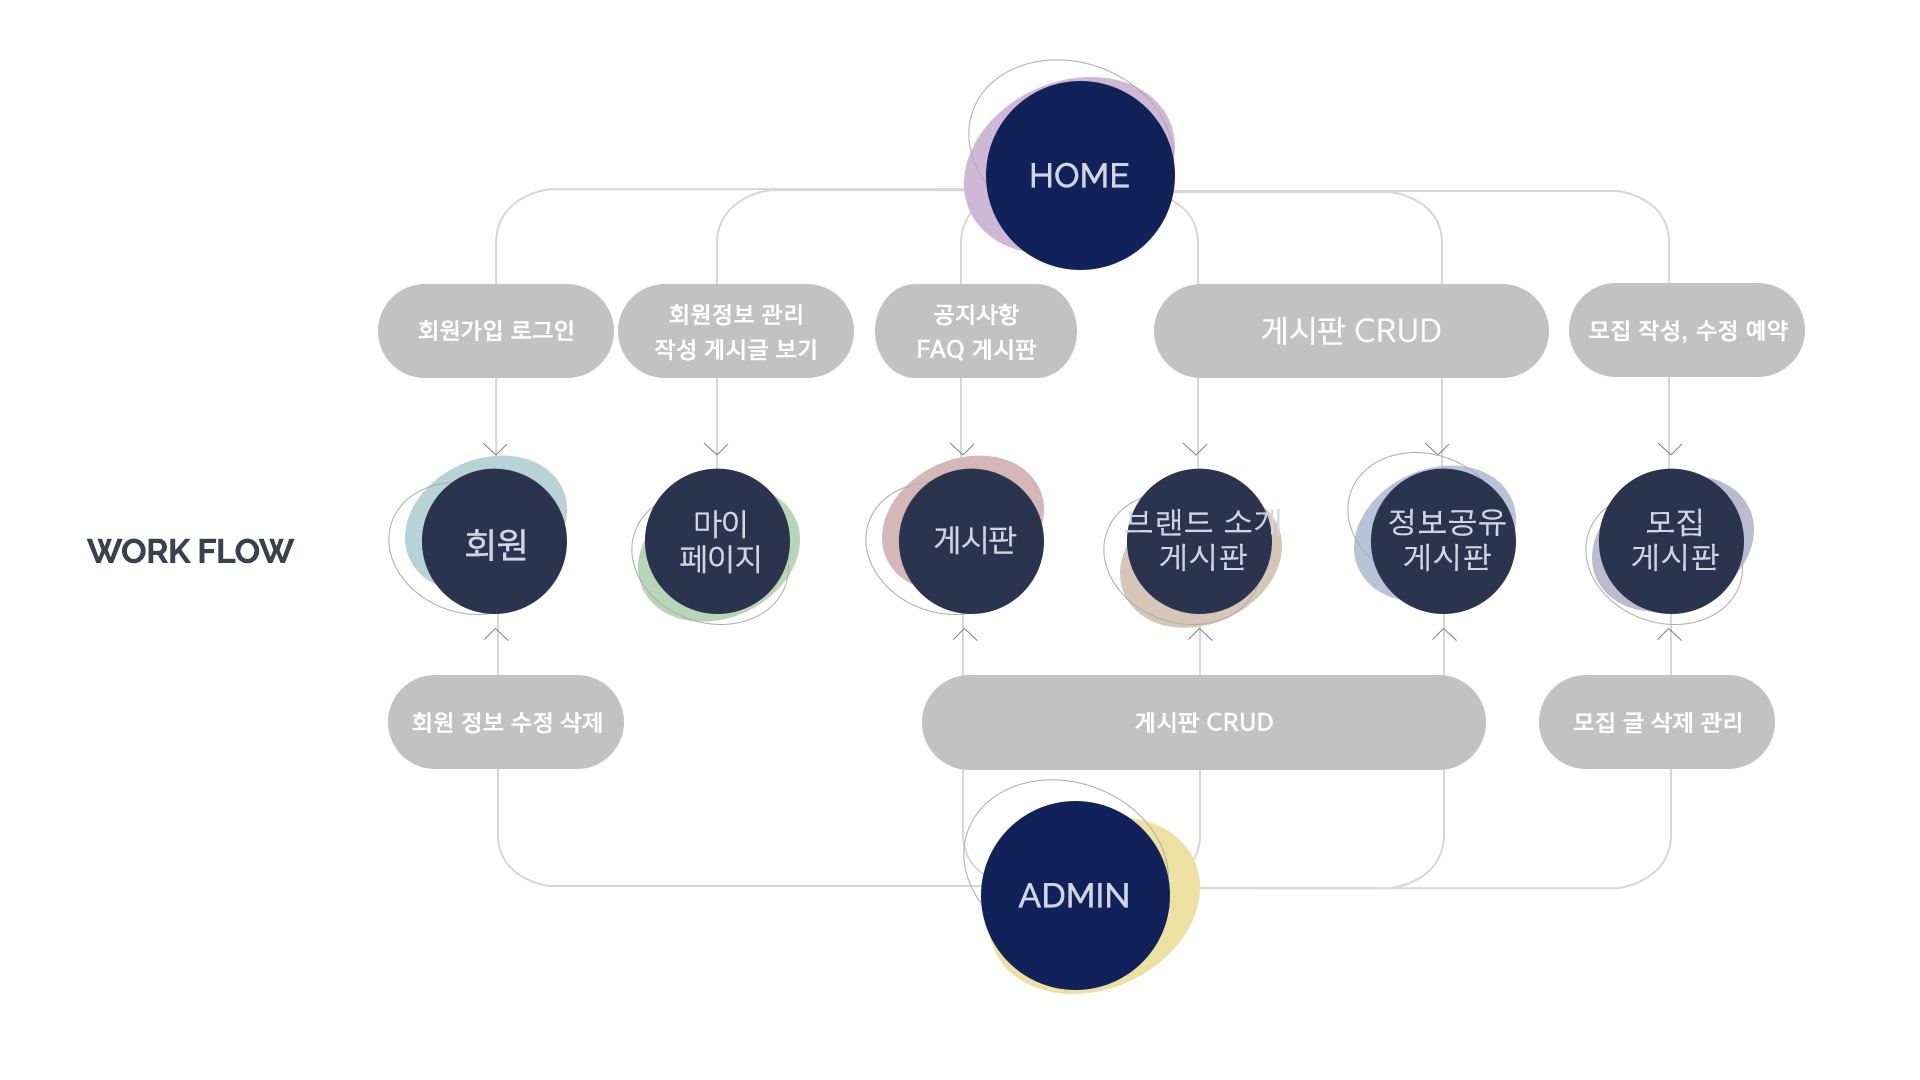 HOME
회원가입 로그인
회원정보 관리
작성 게시글 보기
공지사항
FAQ 게시판
게시판 CRUD
모집 작성, 수정 예약
WORK FLOW
회원
마이
페이지
게시판
브랜드 소개
게시판
정보공유
게시판
모집
게시판
회원 정보 수정 삭제
게시판 CRUD
모집 글 삭제 관리
ADMIN